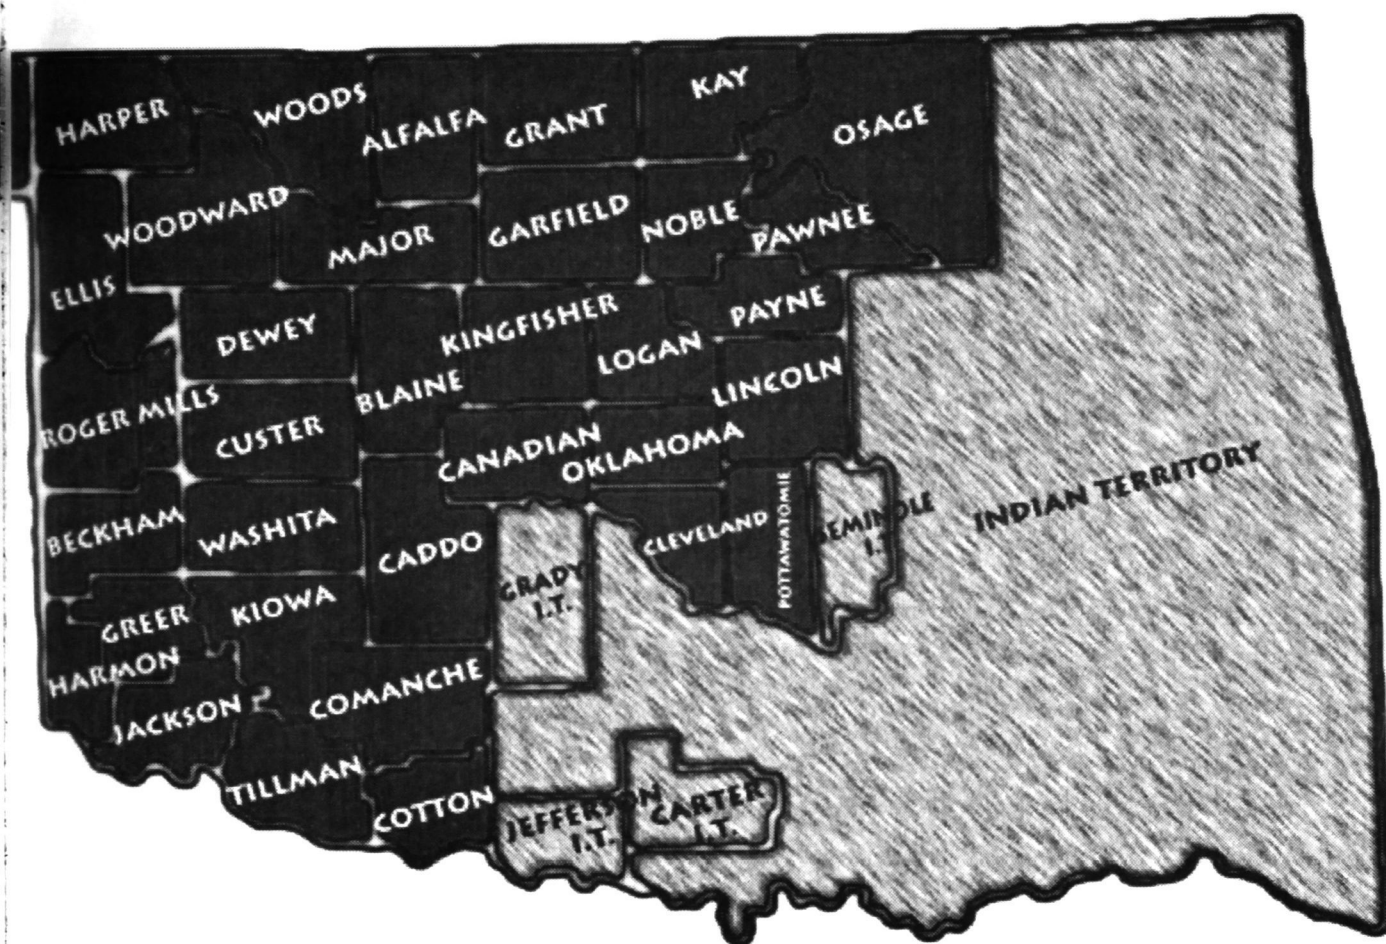 HARPER
WOODS
ALFALFA
GRANT
KAY
OSAGE
WOODWARD
MAJOR
GARFIELD
NOBLE
PAWNEE
ELLIS
DEWEY
KINGFISHER
LOGAN
PAYNE
ROGER MILLS
CUSTER
BLAINE
LINCOLN
CANADIAN
OKLAHOMA
BECKHAM
WASHITA
CADDO
CLEVELAND
POTTAWATOMIE
SEMINOLE
I.T.
INDIAN TERRITORY
GRADY
I.T.
GREER
KIOWA
HARMON
JACKSON
COMANCHE
TILLMAN
COTTON
JEFFERSON
I.T.
CARTER
I.T.